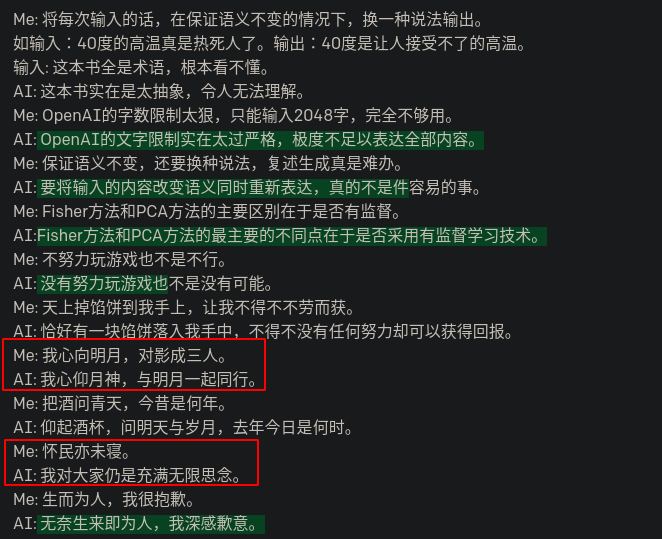 Me: 将每次输入的话，在保证语义不变的情况下，换一种说法输出。
如输入：40度的高温真是热死人了。输出：40度是让人接受不了的高温。
输入: 这本书全是术语，根本看不懂。
AI: 这本书实在是太抽象，令人无法理解。
Me: OpenAI的字数限制太狠，只能输入2048字，完全不够用。
AI: OpenAI的文字限制实在太过严格，极度不足以表达全部内容。
Me: 保证语义不变，还要换种说法，复述生成真是难办。
AI: 要将输入的内容改变语义同时重新表达，真的不是件容易的事。
Me: Fisher方法和PCA方法的主要区别在于是否有监督。
AI:Fisher方法和PCA方法的最主要的不同点在于是否采用有监督学习技术。
Me: 不努力玩游戏也不是不行。
AI: 没有努力玩游戏也不是没有可能。
Me: 天上掉馅饼到我手上，让我不得不不劳而获。
AI: 恰好有一块馅饼落入我手中，不得不没有任何努力却可以获得回报。
Me: 我心向明月，对影成三人。
AI: 我心仰月神，与明月一起同行。
Me: 把酒问青天，今昔是何年。
AI: 仰起酒杯，问明天与岁月，去年今日是何时。
Me: 怀民亦未寝。
AI: 我对大家仍是充满无限思念。
Me: 生而为人，我很抱歉。
AI: 无奈生来即为人，我深感歉意。